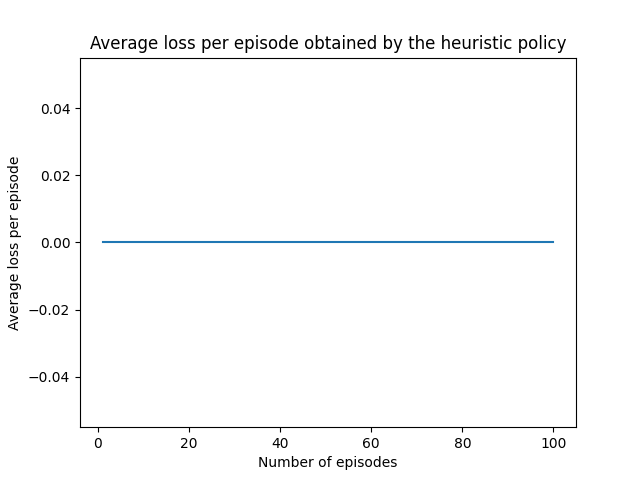 Average loss per episode obtained by the heuristic policy
0.04
0.02
0.00
−0.02
−0.04
Average loss per episode
0 20 40 60 80 100
Number of episodes